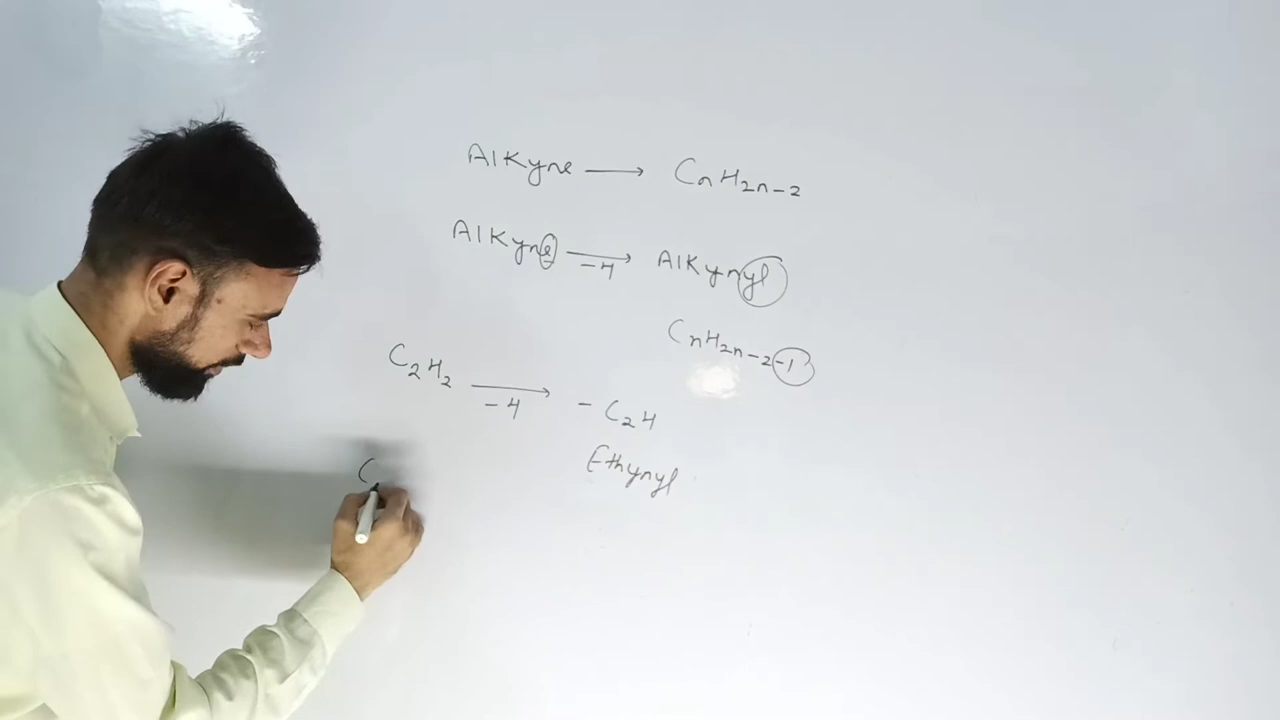 Alkyne → CnH2n-2
Alkyne -H → Alkynyl
CnH2n-2-1
C2H2 -H → - C2H
Ethynyl
C